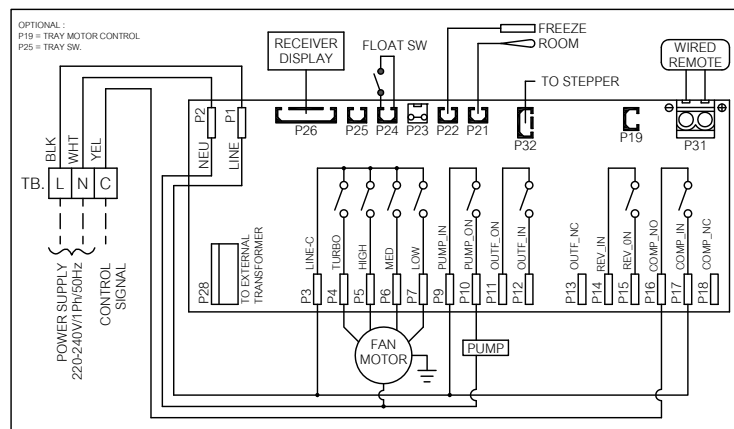 OPTIONAL :
P19 = TRAY MOTOR CONTROL
P25 = TRAY SW.
RECEIVER
DISPLAY
FLOAT SW
FREEZE
ROOM
WIRED
REMOTE
TO STEPPER
P2
P1
P26
P25
P24
P23
P22
P21
P32
P19
P31
BLK
WHT
YEL
NEU
LINE
TB.
L
N
C
POWER SUPPLY
220-240V/1Ph/50Hz
CONTROL
SIGNAL
P28
TO EXTERNAL
TRANSFORMER
LINE-C
TURBO
HIGH
MED
LOW
PUMP_IN
PUMP_ON
OUTF_ON
OUTF_IN
OUTF_NC
REV_IN
REV_0N
COMP_NO
COMP_IN
COMP_NC
P3
P4
P5
P6
P7
P9
P10
P11
P12
P13
P14
P15
P16
P17
P18
FAN
MOTOR
PUMP